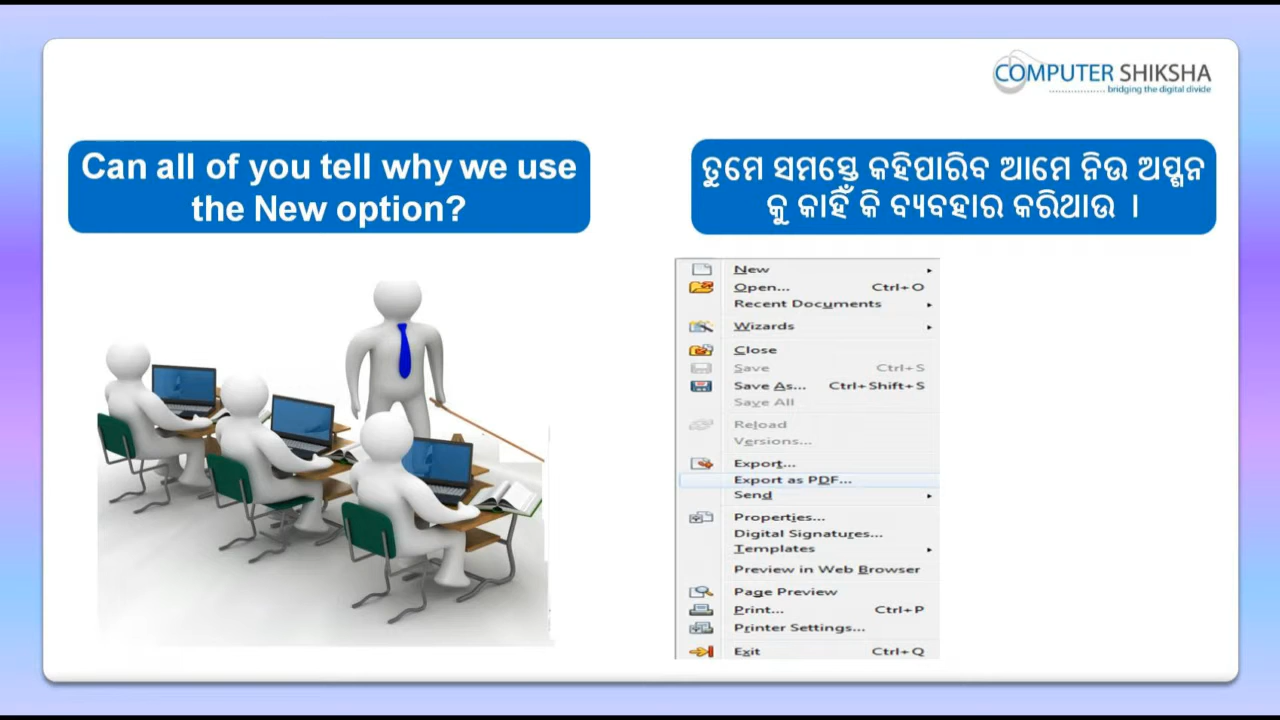 COMPUTER SHIKSHA
bridging the digital divide
Can all of you tell why we use
the New option?
ତୁମେ ସମସ୍ତେ କହିପାରିବ ଆମେ ନିଉ ଅପ୍ଶନ
କୁ କାହିଁ କି ବ୍ୟବହାର କରିଥାଉ ।
New
Open... Ctrl+O
Recent Documents
Wizards
Close
Save Ctrl+S
Save As... Ctrl+Shift+S
Save All
Reload
Versions...
Export...
Export as PDF...
Send
Properties...
Digital Signatures...
Templates
Preview in Web Browser
Page Preview
Print... Ctrl+P
Printer Settings...
Exit Ctrl+Q